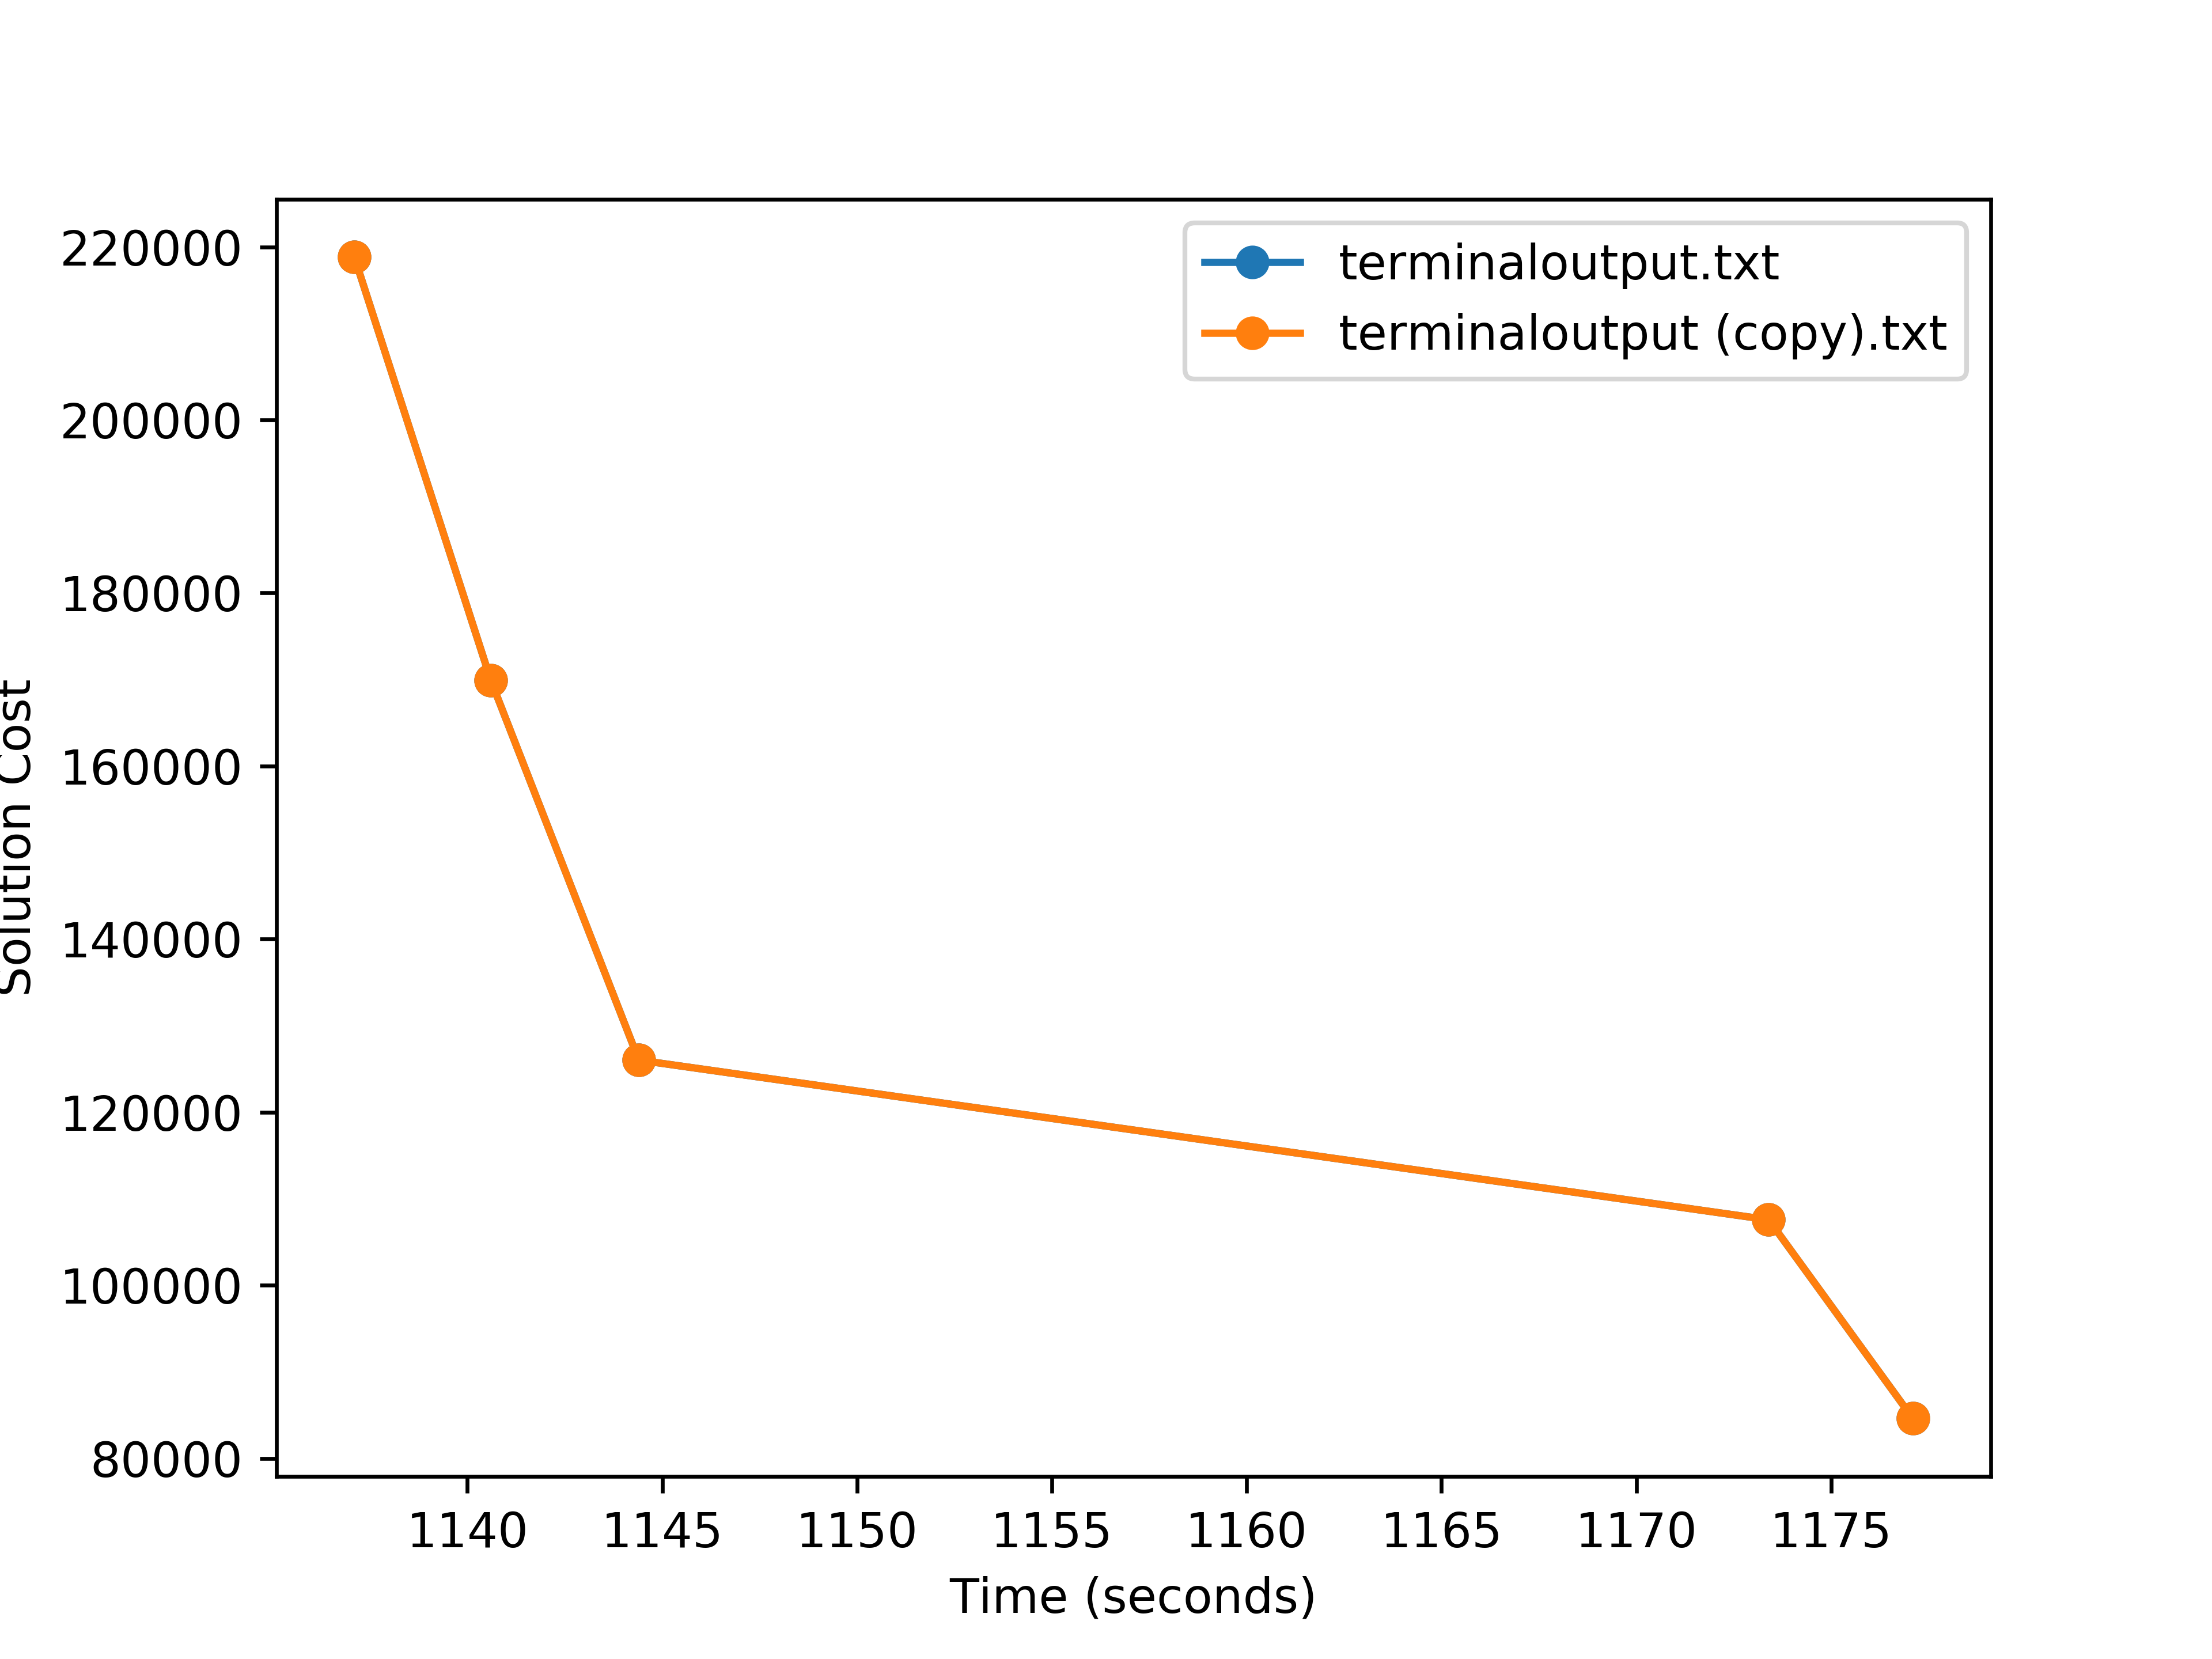 terminaloutput.txt
terminaloutput (copy).txt
220000
200000
180000
160000
140000
120000
100000
80000
Solution Cost
1140 1145 1150 1155 1160 1165 1170 1175
Time (seconds)